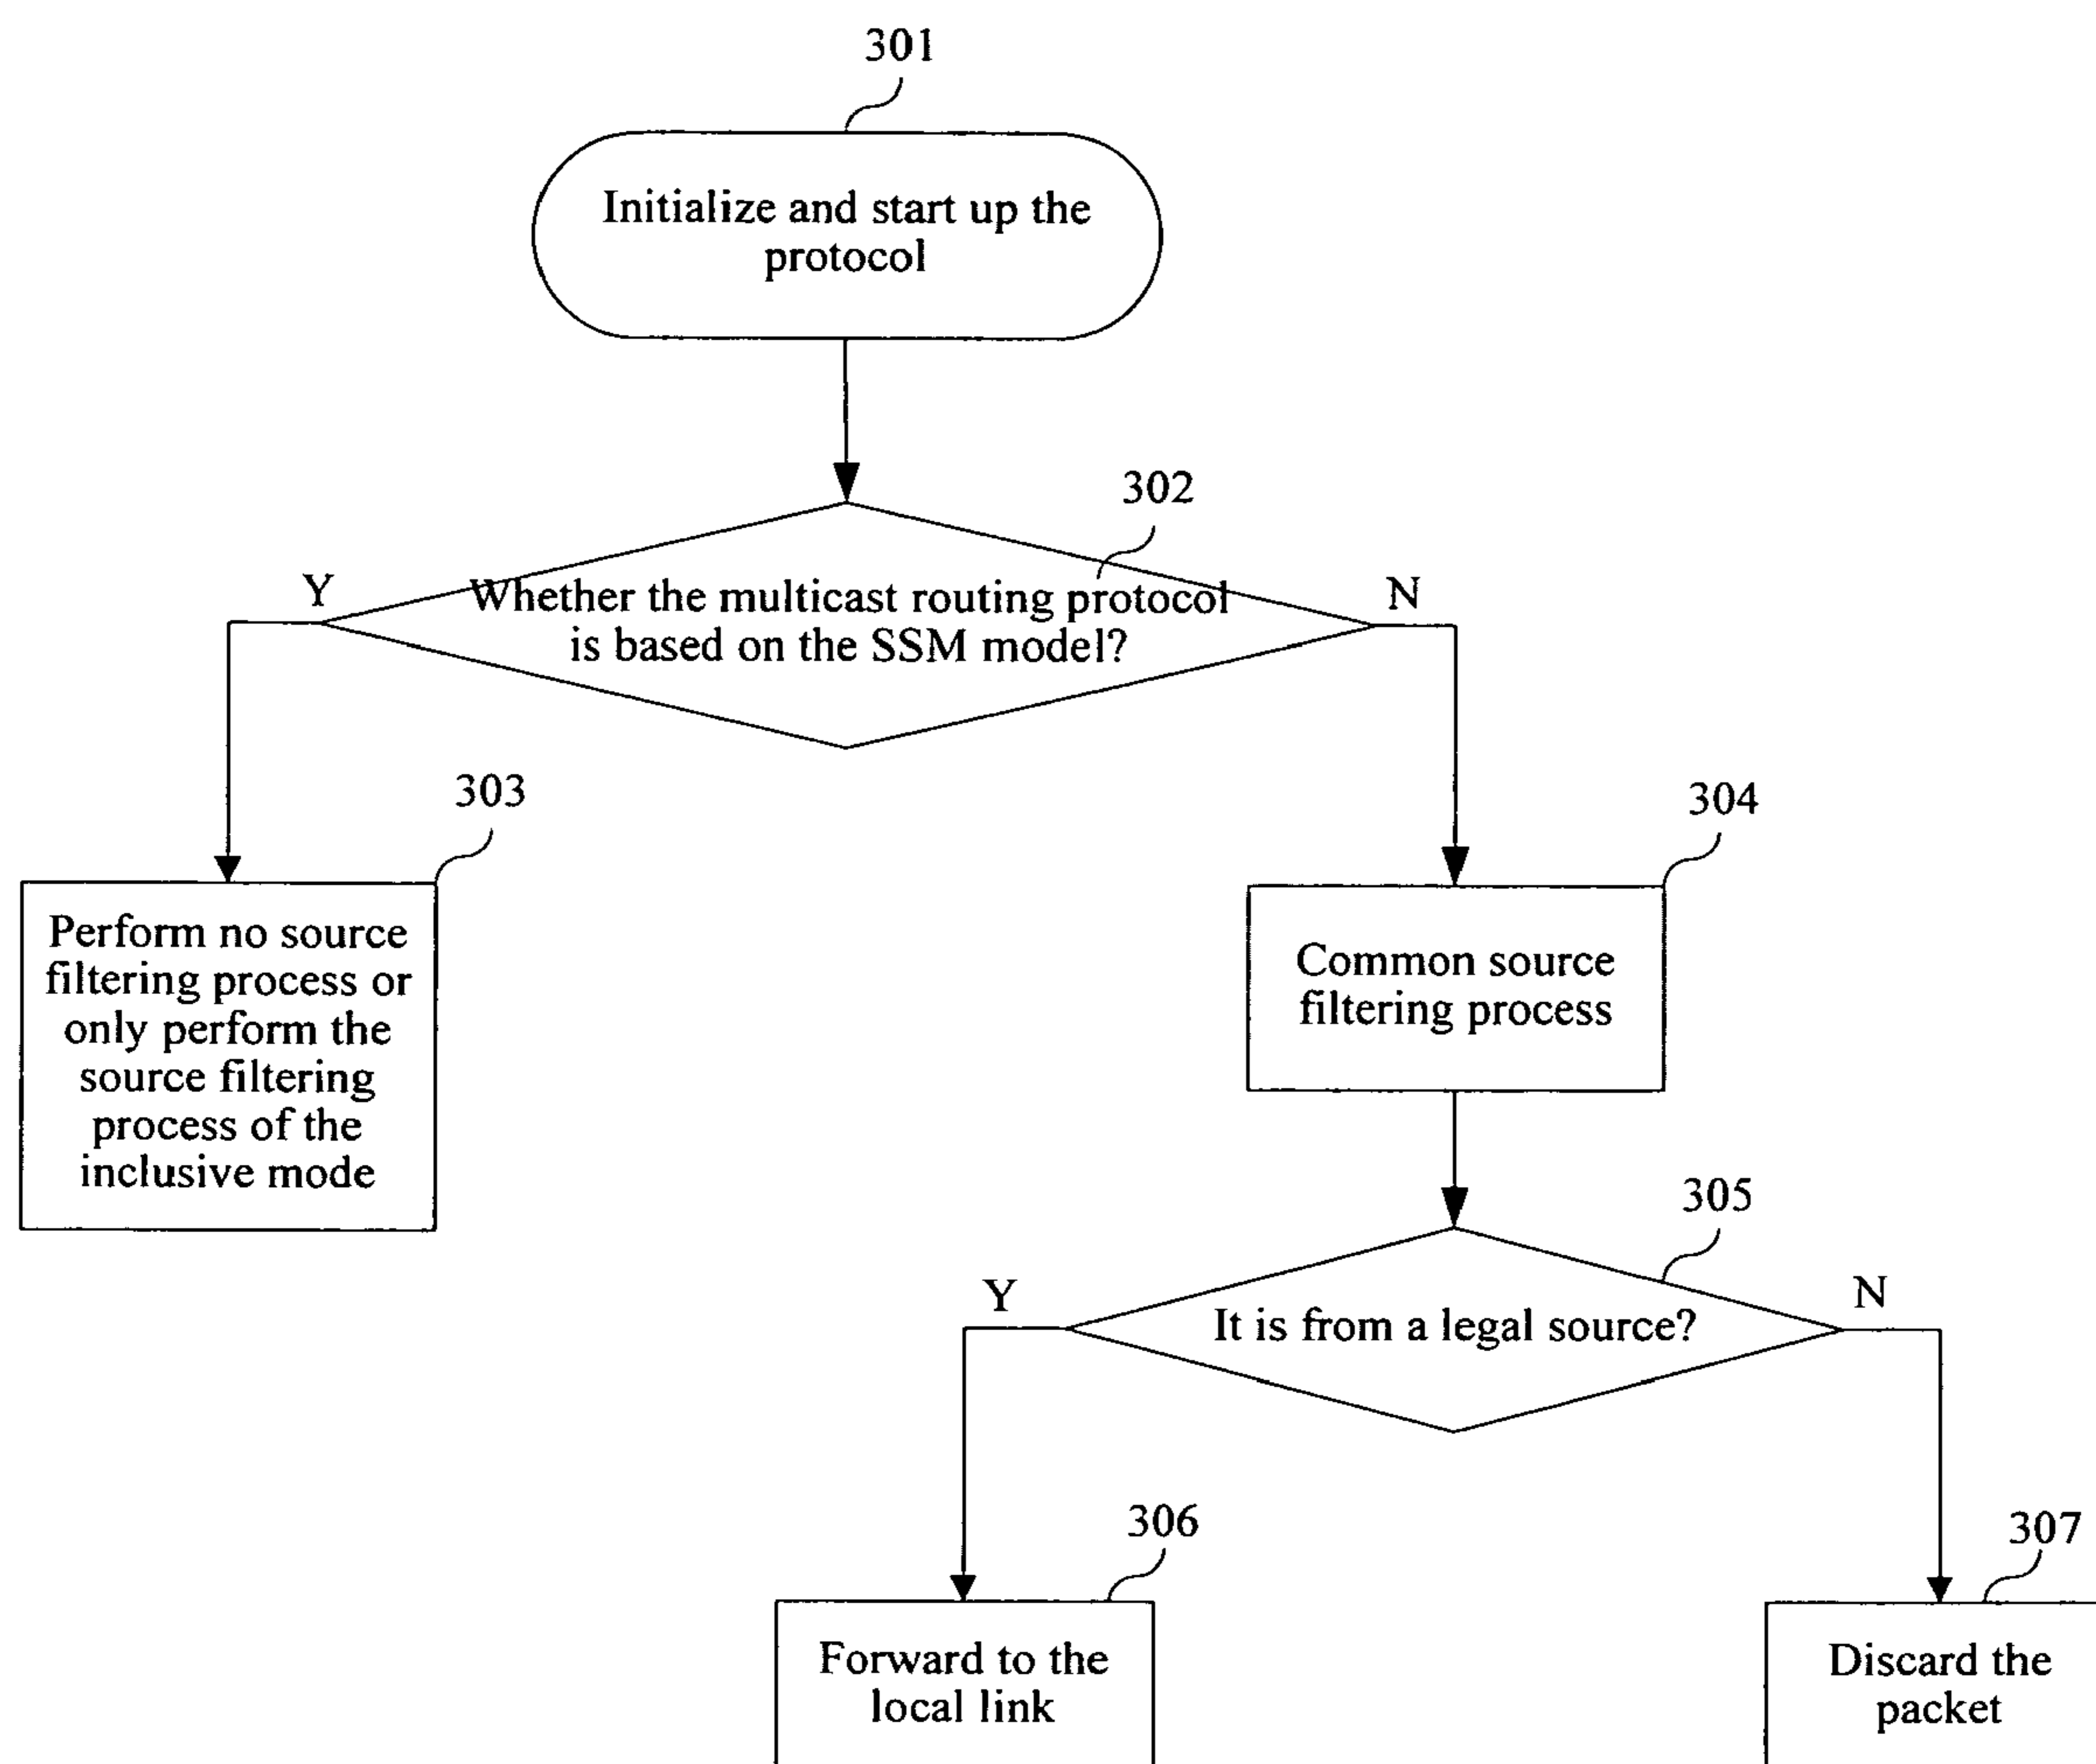 301
Initialize and start up the
protocol
302
Y
Whether the multicast routing protocol
is based on the SSM model?
N
303
Perform no source
filtering process or
only perform the
source filtering
process of the
inclusive mode
304
Common source
filtering process
305
Y
It is from a legal source?
N
306
Forward to the
local link
307
Discard the
packet